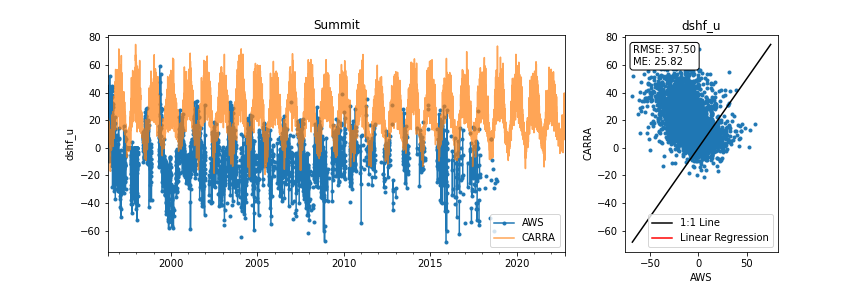 Summit
dshf_u
80
60
40
20
0
−20
−40
−60
dshf_u
2000
2005
2010
2015
2020
AWS
CARRA
80
60
40
20
0
−20
−40
−60
CARRA
RMSE: 37.50
ME: 25.82
1:1 Line
Linear Regression
−50
0
50
AWS